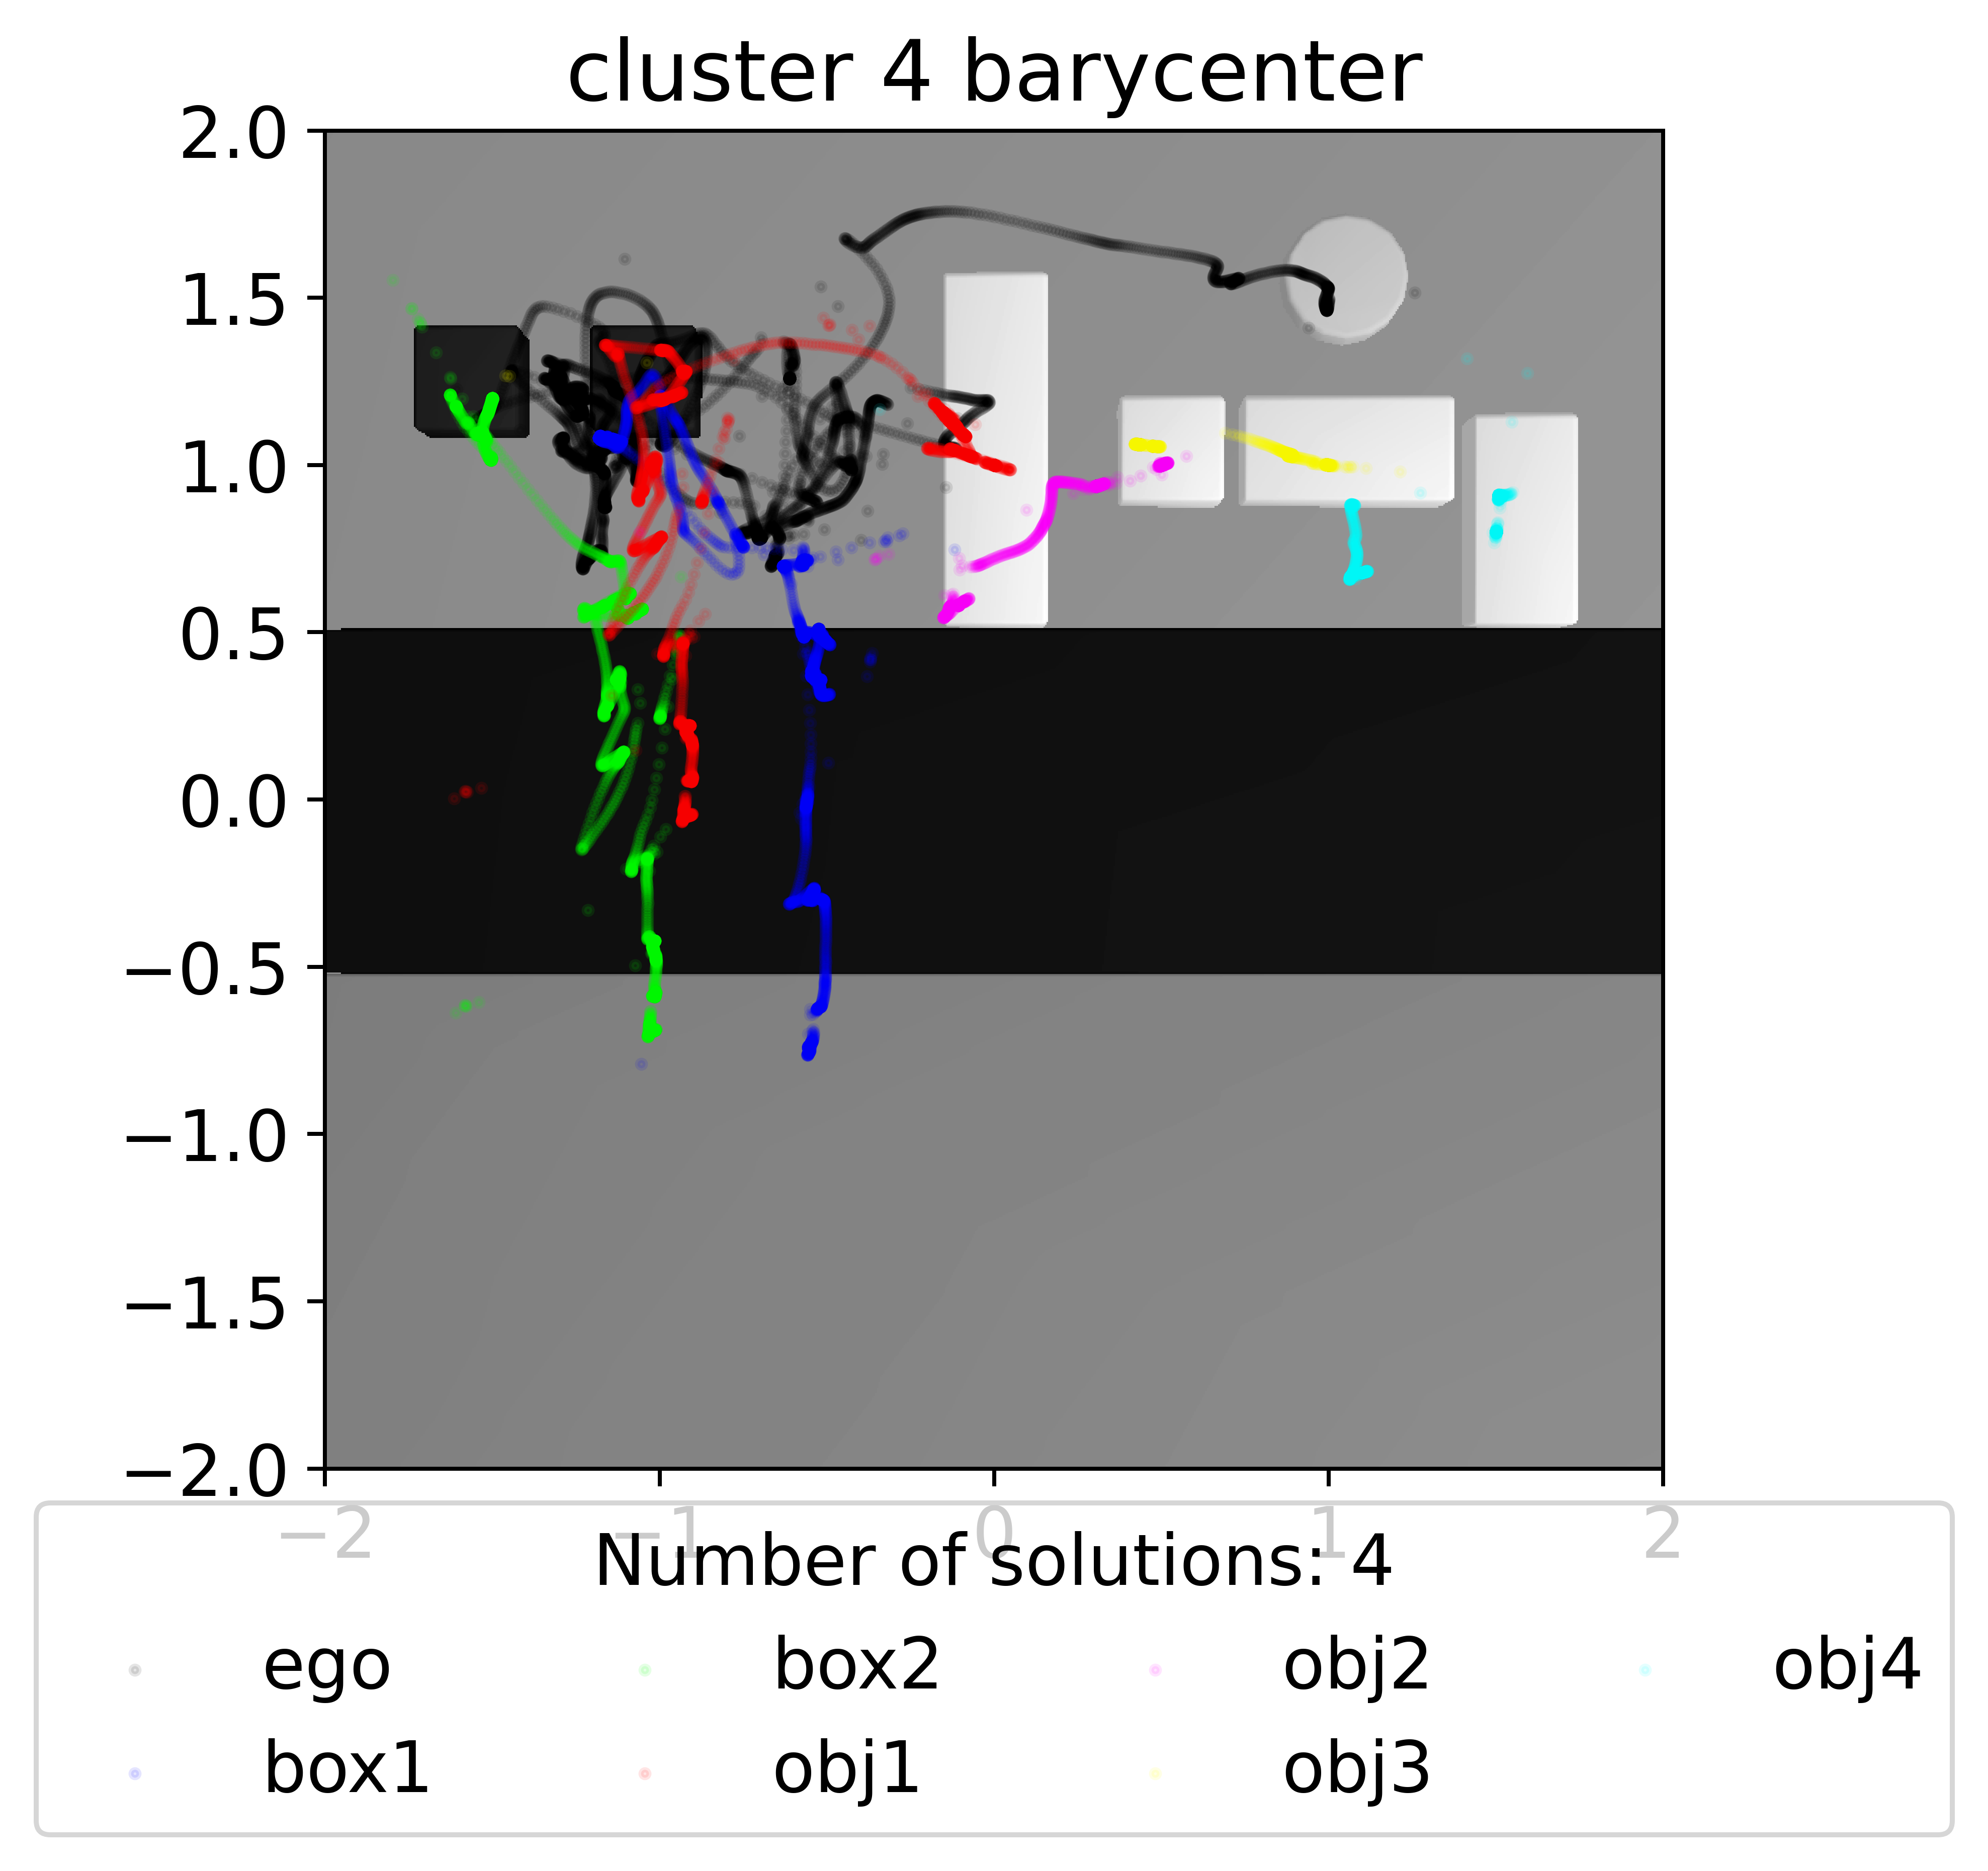 cluster 4 barycenter
2.0
1.5
1.0
0.5
0.0
−0.5
−1.0
−1.5
−2.0
−2 −1 0 1 2
Number of solutions: 4
ego box2 obj2 obj4
box1 obj1 obj3